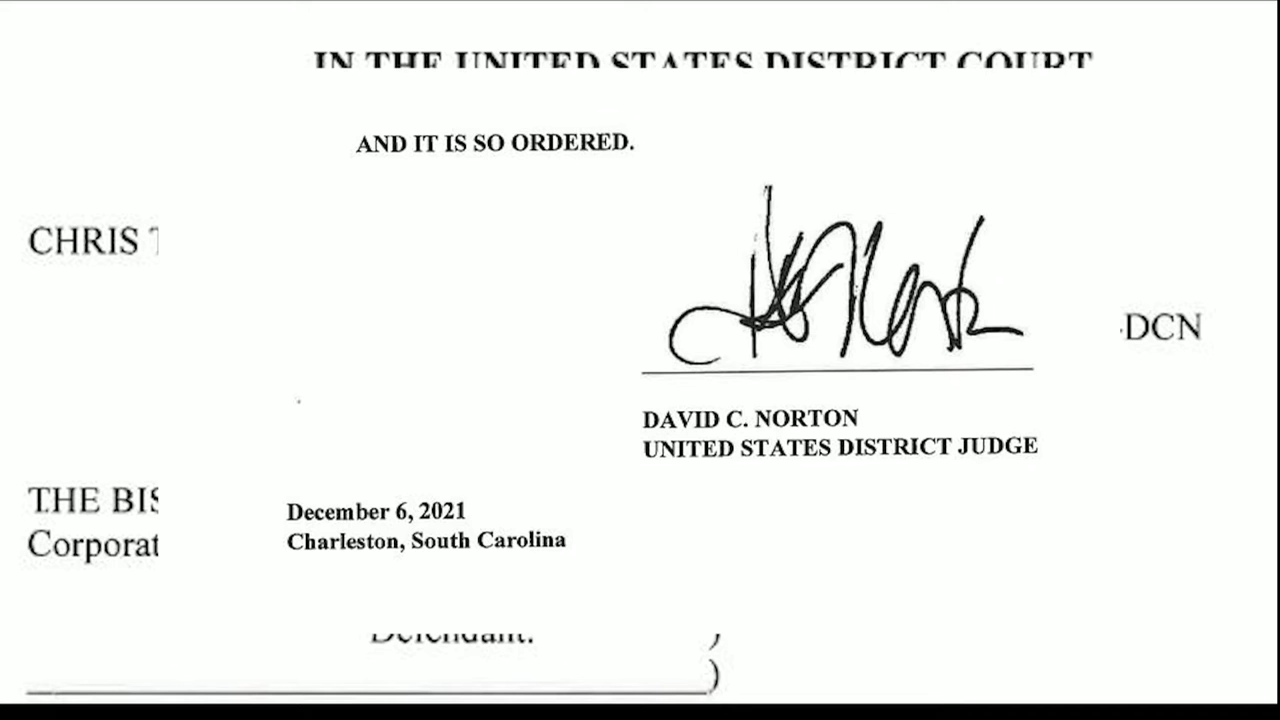 IN THE UNITED STATES DISTRICT COURT
AND IT IS SO ORDERED.
CHRIS
DCN
DAVID C. NORTON
UNITED STATES DISTRICT JUDGE
THE BIS
December 6, 2021
Corporat
Charleston, South Carolina
Defendant. )
)